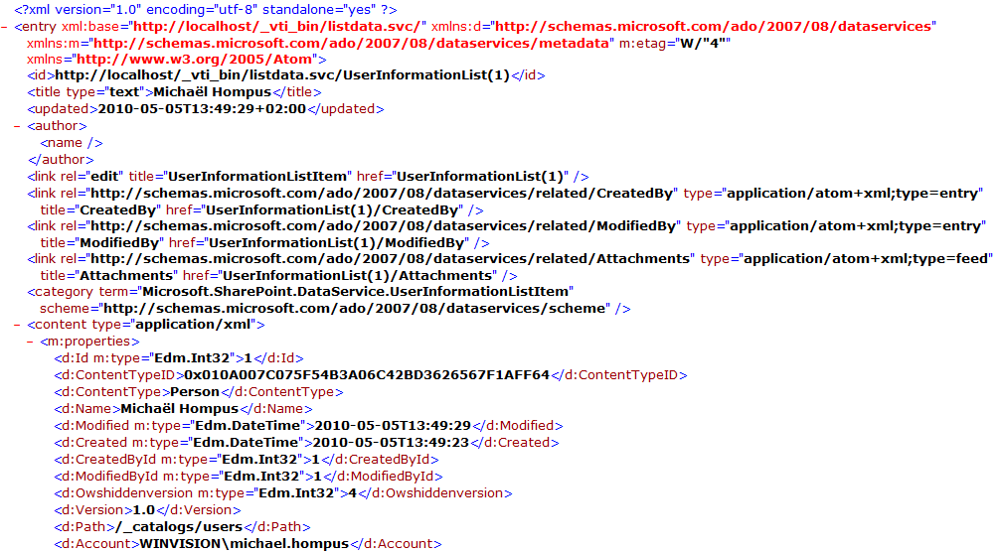 <?xml version="1.0" encoding="utf-8" standalone="yes" ?>
- <entry xml:base="http://localhost/_vti_bin/listdata.svc/" xmlns:d="http://schemas.microsoft.com/ado/2007/08/dataservices"
xmlns:m="http://schemas.microsoft.com/ado/2007/08/dataservices/metadata" m:etag="W/"4""
xmlns="http://www.w3.org/2005/Atom">
<id>http://localhost/_vti_bin/listdata.svc/UserInformationList(1)</id>
<title type="text">Michaël Hompus</title>
<updated>2010-05-05T13:49:29+02:00</updated>
- <author>
<name />
</author>
<link rel="edit" title="UserInformationListItem" href="UserInformationList(1)" />
<link rel="http://schemas.microsoft.com/ado/2007/08/dataservices/related/CreatedBy" type="application/atom+xml;type=entry"
title="CreatedBy" href="UserInformationList(1)/CreatedBy" />
<link rel="http://schemas.microsoft.com/ado/2007/08/dataservices/related/ModifiedBy" type="application/atom+xml;type=entry"
title="ModifiedBy" href="UserInformationList(1)/ModifiedBy" />
<link rel="http://schemas.microsoft.com/ado/2007/08/dataservices/related/Attachments" type="application/atom+xml;type=feed"
title="Attachments" href="UserInformationList(1)/Attachments" />
<category term="Microsoft.SharePoint.DataService.UserInformationListItem"
scheme="http://schemas.microsoft.com/ado/2007/08/dataservices/scheme" />
- <content type="application/xml">
- <m:properties>
<d:Id m:type="Edm.Int32">1</d:Id>
<d:ContentTypeID>0x010A007C075F54B3A06C42BD3626567F1AFF64</d:ContentTypeID>
<d:ContentType>Person</d:ContentType>
<d:Name>Michaël Hompus</d:Name>
<d:Modified m:type="Edm.DateTime">2010-05-05T13:49:29</d:Modified>
<d:Created m:type="Edm.DateTime">2010-05-05T13:49:23</d:Created>
<d:CreatedById m:type="Edm.Int32">1</d:CreatedById>
<d:ModifiedById m:type="Edm.Int32">1</d:ModifiedById>
<d:Owshiddenversion m:type="Edm.Int32">4</d:Owshiddenversion>
<d:Version>1.0</d:Version>
<d:Path>/_catalogs/users</d:Path>
<d:Account>WINVISION\michael.hompus</d:Account>